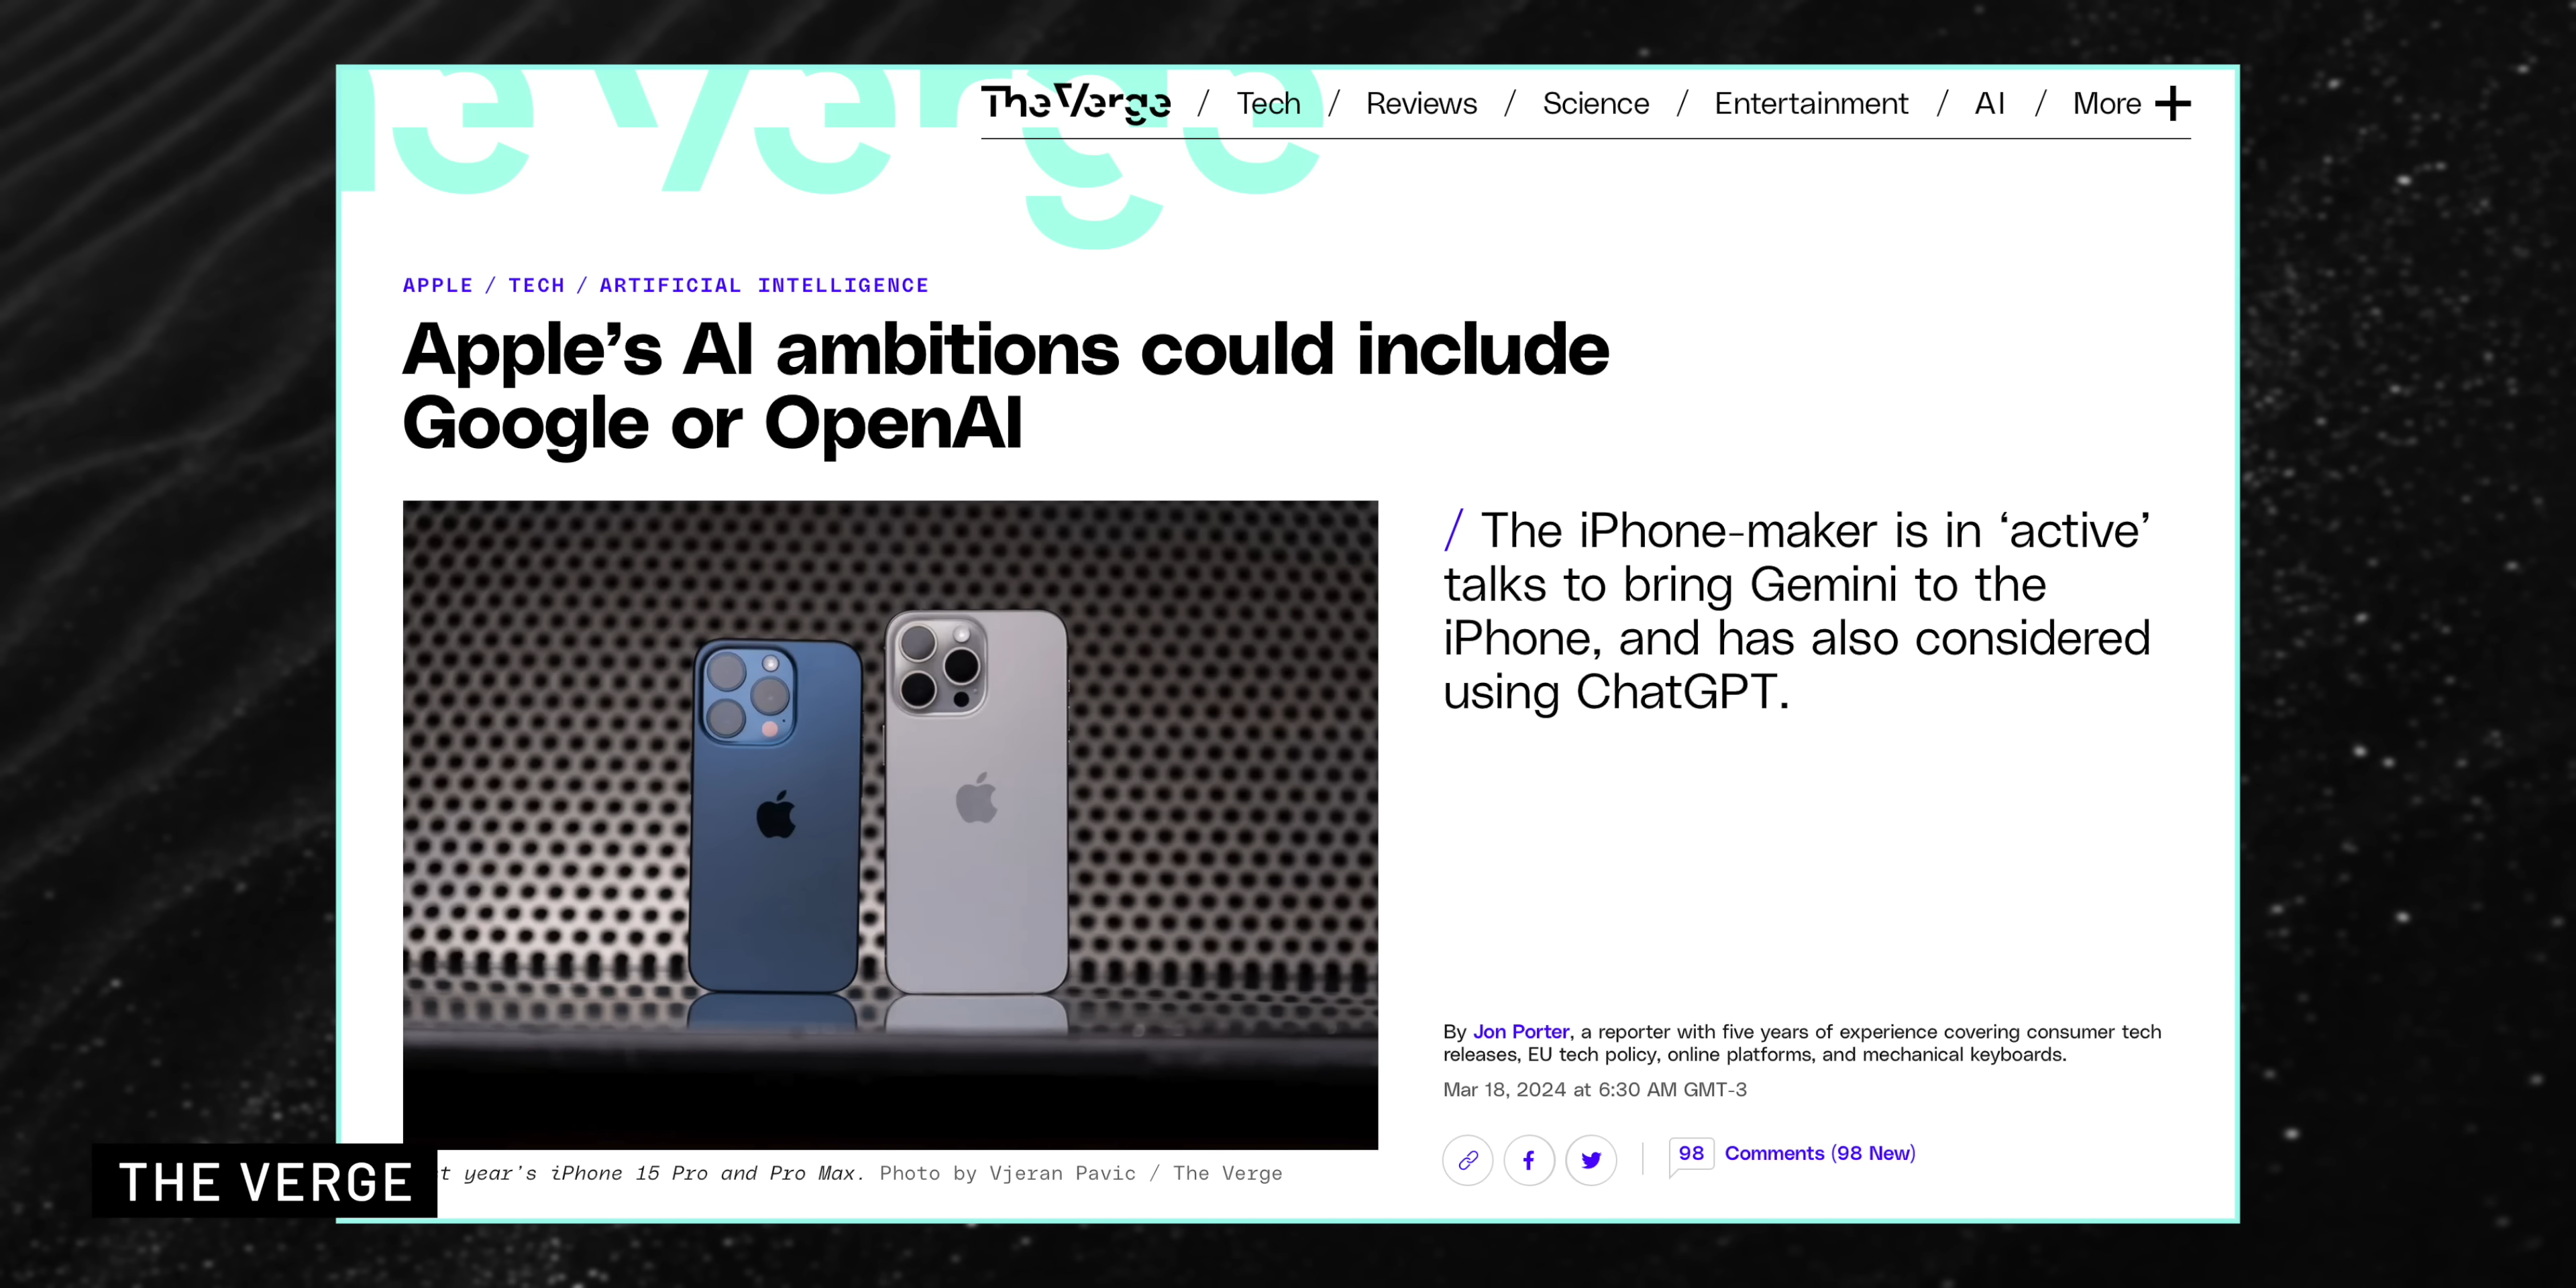 The Verge / Tech / Reviews / Science / Entertainment / AI / More +
APPLE / TECH / ARTIFICIAL INTELLIGENCE
Apple’s AI ambitions could include
Google or OpenAI
/ The iPhone-maker is in ‘active’
talks to bring Gemini to the
iPhone, and has also considered
using ChatGPT.
By Jon Porter, a reporter with five years of experience covering consumer tech
releases, EU tech policy, online platforms, and mechanical keyboards.
Mar 18, 2024 at 6:30 AM GMT-3
98 Comments (98 New)
t year’s iPhone 15 Pro and Pro Max. Photo by Vjeran Pavic / The Verge
THE VERGE